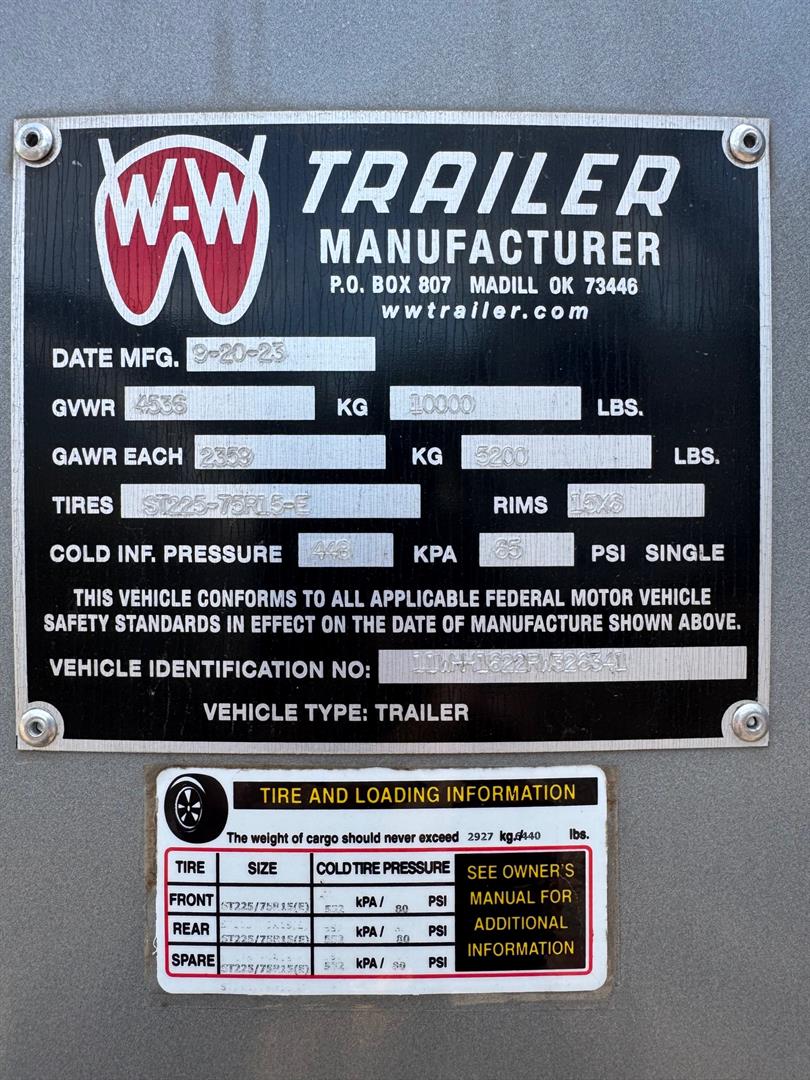 W-W TRAILER
MANUFACTURER
P.O. BOX 807 MADILL OK 73446
wwtrailer.com
DATE MFG. 9-20-23
GVWR 4536 KG 10000 LBS.
GAWR EACH 2359 KG 5200 LBS.
TIRES ST225-75R15-E RIMS 15X6
COLD INF. PRESSURE 448 KPA 65 PSI SINGLE
THIS VEHICLE CONFORMS TO ALL APPLICABLE FEDERAL MOTOR VEHICLE
SAFETY STANDARDS IN EFFECT ON THE DATE OF MANUFACTURE SHOWN ABOVE.
VEHICLE IDENTIFICATION NO:
VEHICLE TYPE: TRAILER
TIRE AND LOADING INFORMATION
The weight of cargo should never exceed 2927 kg./6440 lbs.
TIRE SIZE COLD TIRE PRESSURE
SEE OWNER'S
MANUAL FOR
ADDITIONAL
INFORMATION
FRONT ST225/75R15(E) 552 kPA / 80 PSI
REAR ST225/75R15(E) 552 kPA / 80 PSI
SPARE ST225/75R15(E) 552 kPA / 80 PSI